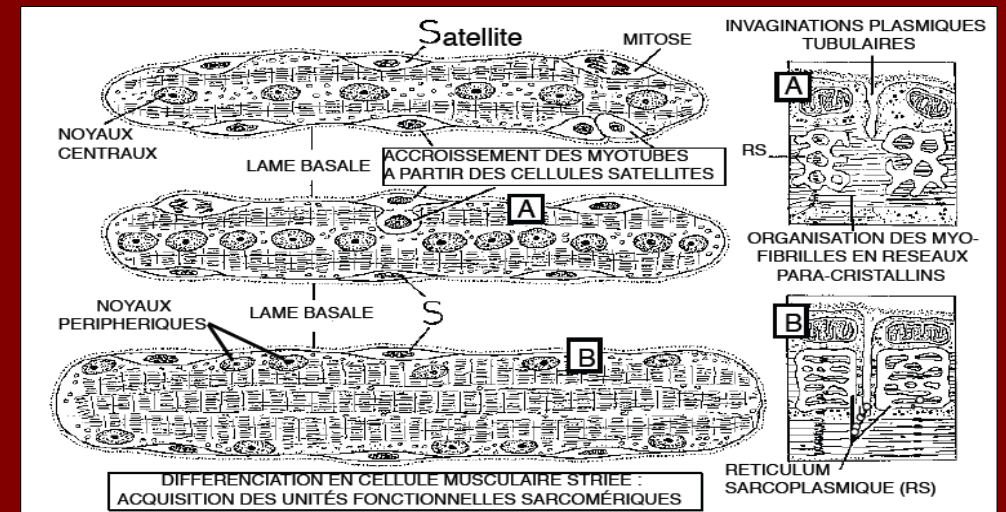 Satellite
MITOSE
NOYAUX
CENTRAUX
LAME BASALE
ACCROISSEMENT DES MYOTUBES
A PARTIR DES CELLULES SATELLITES
A
NOYAUX
PERIPHERIQUES
LAME BASALE
S
B
DIFFERENCIATION EN CELLULE MUSCULAIRE STRIEE :
ACQUISITION DES UNITÉS FONCTIONNELLES SARCOMÉRIQUES
INVAGINATIONS PLASMIQUES
TUBULAIRES
A
RS
ORGANISATION DES MYO-
FIBRILLES EN RESEAUX
PARA-CRISTALLINS
B
RETICULUM
SARCOPLASMIQUE (RS)